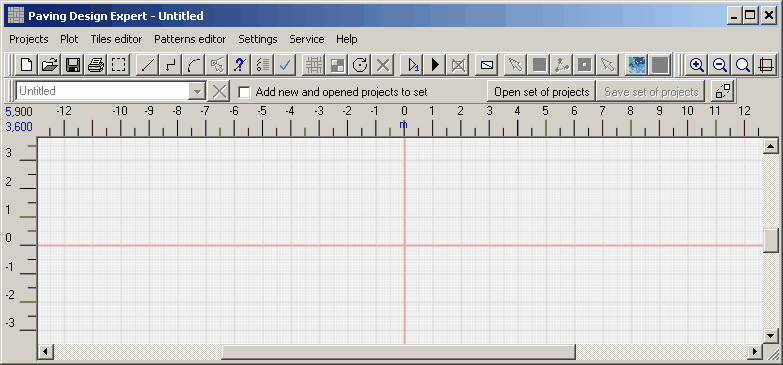 Paving Design Expert - Untitled
Projects Plot Tiles editor Patterns editor Settings Service Help
Untitled Add new and opened projects to set Open set of projects Save set of projects
5,900 -12 -10 -9 -8 -7 -6 -5 -4 -3 -2 -1 0 1 2 3 4 5 6 7 8 9 10 11 12
3,600 m
3
2
1
0
-1
-2
-3